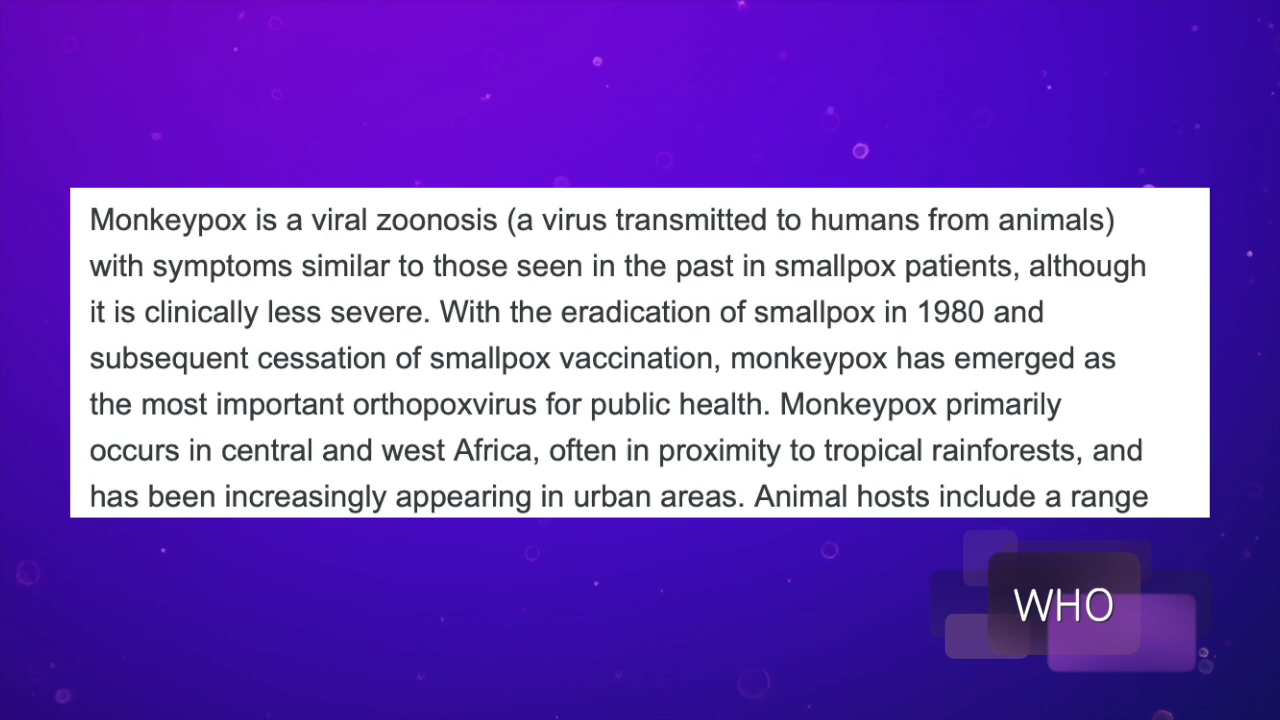 Monkeypox is a viral zoonosis (a virus transmitted to humans from animals)
with symptoms similar to those seen in the past in smallpox patients, although
it is clinically less severe. With the eradication of smallpox in 1980 and
subsequent cessation of smallpox vaccination, monkeypox has emerged as
the most important orthopoxvirus for public health. Monkeypox primarily
occurs in central and west Africa, often in proximity to tropical rainforests, and
has been increasingly appearing in urban areas. Animal hosts include a range
WHO